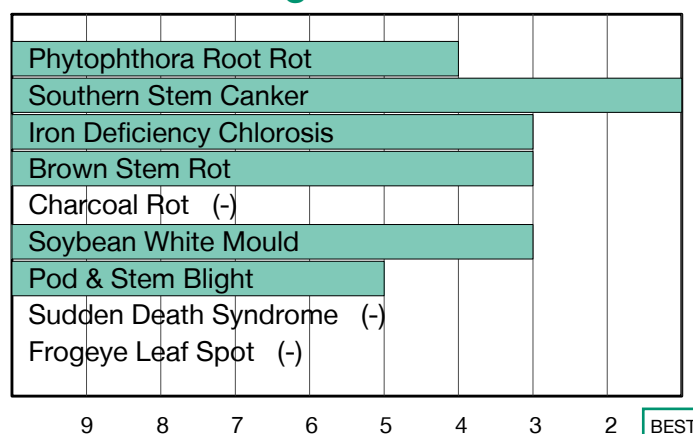 Phytophthora Root Rot
Southern Stem Canker
Iron Deficiency Chlorosis
Brown Stem Rot
Charcoal Rot (-)
Soybean White Mould
Pod & Stem Blight
Sudden Death Syndrome (-)
Frogeye Leaf Spot (-)
9 8 7 6 5 4 3 2 BEST